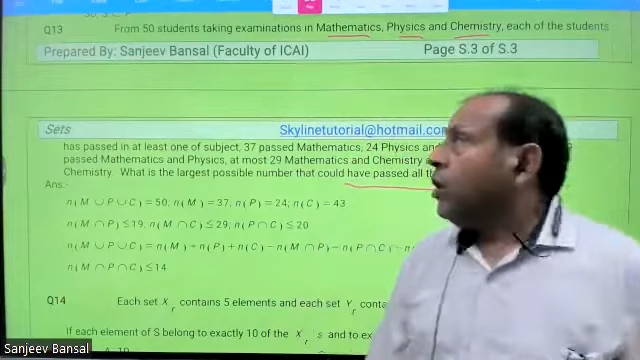 Q13 From 50 students taking examinations in Mathematics, Physics and Chemistry, each of the students
Prepared By: Sanjeev Bansal (Faculty of ICAI) Page S.3 of S.3
Sets Skylinetutorial@hotmail.com
has passed in at least one of subject, 37 passed Mathematics, 24 Physics and
passed Mathematics and Physics, at most 29 Mathematics and Chemistry
Chemistry. What is the largest possible number that could have passed all
Ans:-
n(M ∪ P ∪ C) = 50; n(M) = 37; n(P) = 24; n(C) = 43
n(M ∩ P) ≤ 19; n(M ∩ C) ≤ 29; n(P ∩ C) ≤ 20
n(M ∪ P ∪ C) = n(M) + n(P) + n(C) − n(M ∩ P) − n(P ∩ C) −
n(M ∩ P ∩ C) ≤ 14
Q14 Each set X_r contains 5 elements and each set Y_r
If each element of S belong to exactly 10 of the X_r 's and to
Sanjeev Bansal